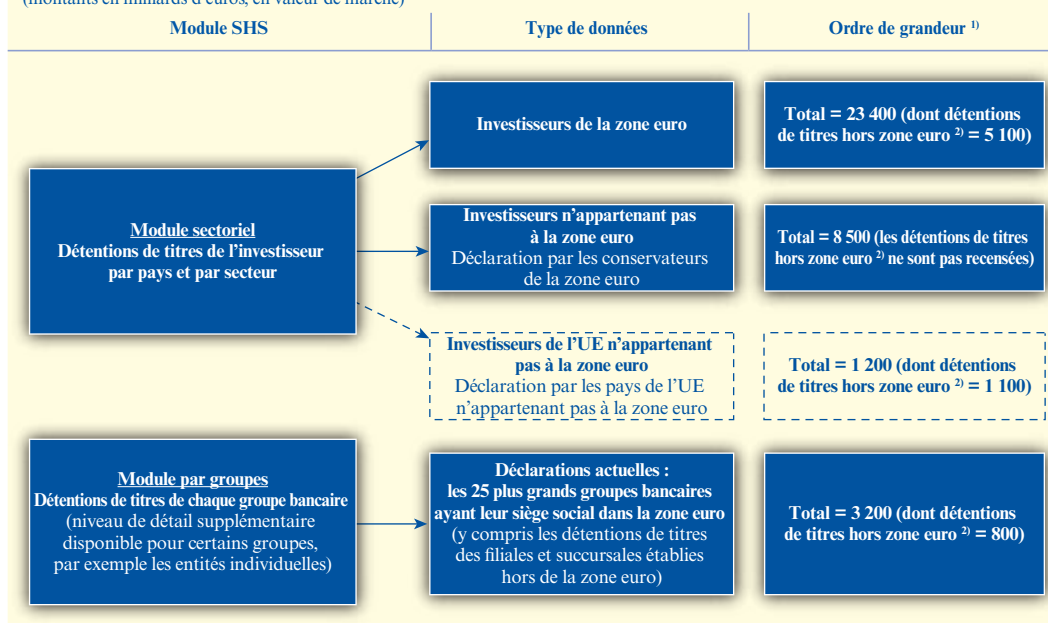 (montants en milliards d'euros, en valeur de marché)
Module SHS
Type de données
Ordre de grandeur ¹⁾
Investisseurs de la zone euro
Total = 23 400 (dont détentions
de titres hors zone euro ²⁾ = 5 100)
Module sectoriel
Détentions de titres de l’investisseur
par pays et par secteur
Investisseurs n’appartenant pas
à la zone euro
Déclaration par les conservateurs
de la zone euro
Total = 8 500 (les détentions de titres
hors zone euro ²⁾ ne sont pas recensées)
Investisseurs de l’UE n’appartenant
pas à la zone euro
Déclaration par les pays de l’UE
n’appartenant pas à la zone euro
Total = 1 200 (dont détentions
de titres hors zone euro ²⁾ = 1 100)
Module par groupes
Détentions de titres de chaque groupe bancaire
(niveau de détail supplémentaire
disponible pour certains groupes,
par exemple les entités individuelles)
Déclarations actuelles :
les 25 plus grands groupes bancaires
ayant leur siège social dans la zone euro
(y compris les détentions de titres
des filiales et succursales établies
hors de la zone euro)
Total = 3 200 (dont détentions
de titres hors zone euro ²⁾ = 800)